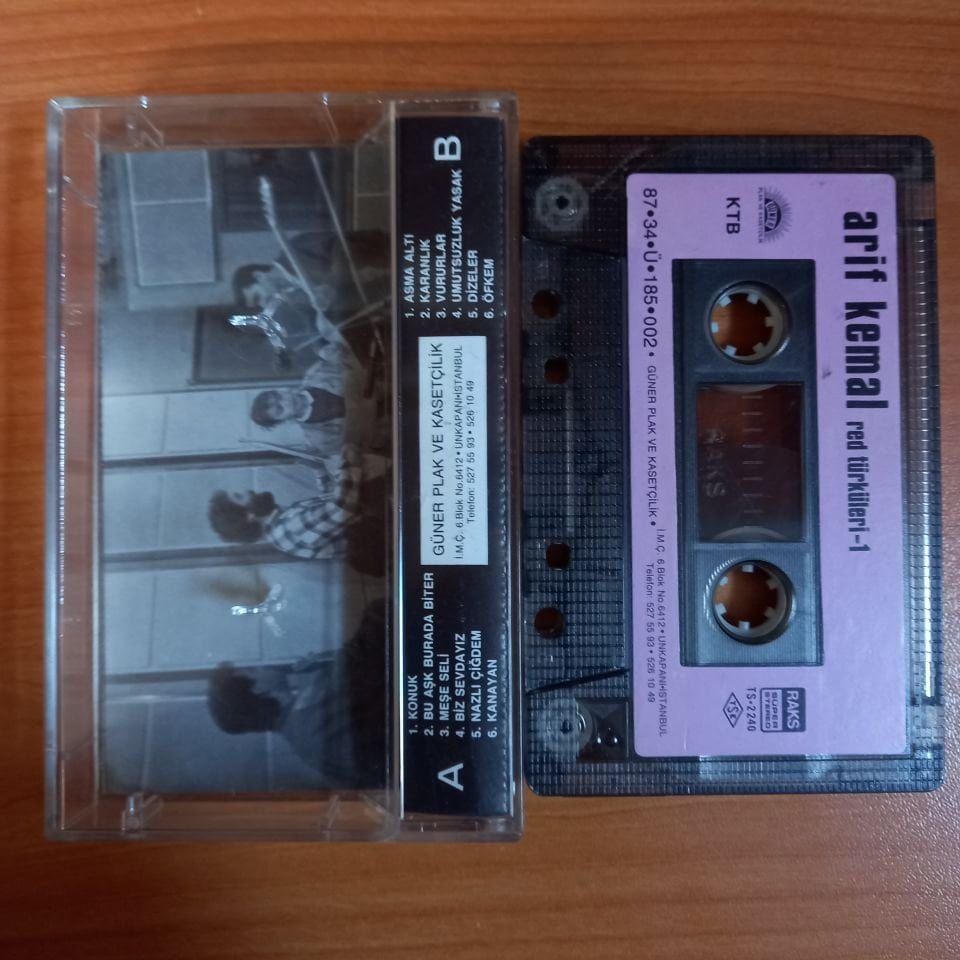 A
1. KONUK
2. BU AŞK BURADA BİTER
3. MEŞE SELİ
4. BİZ SEVDAYIZ
5. NAZLI ÇİĞDEM
6. KANAYAN
GÜNER PLAK VE KASETÇİLİK
İ.M.Ç. 6.Blok No.6412 • UNKAPANI-İSTANBUL
Telefon: 527 55 93 • 526 10 49
B
1. ASMA ALTI
2. KARANLIK
3. VURURLAR
4. UMUTSUZLUK YASAK
5. DİZELER
6. ÖFKEM
arif kemal red türküleri-1
KTB
87•34•Ü•185•002• GÜNER PLAK VE KASETÇİLİK • İ.M.Ç. 6.Blok No.6412 • UNKAPANI-İSTANBUL
Telefon: 527 55 93 • 526 10 49
RAKS
SÜPER
STEREO
TS-2240
TSE
RAKS